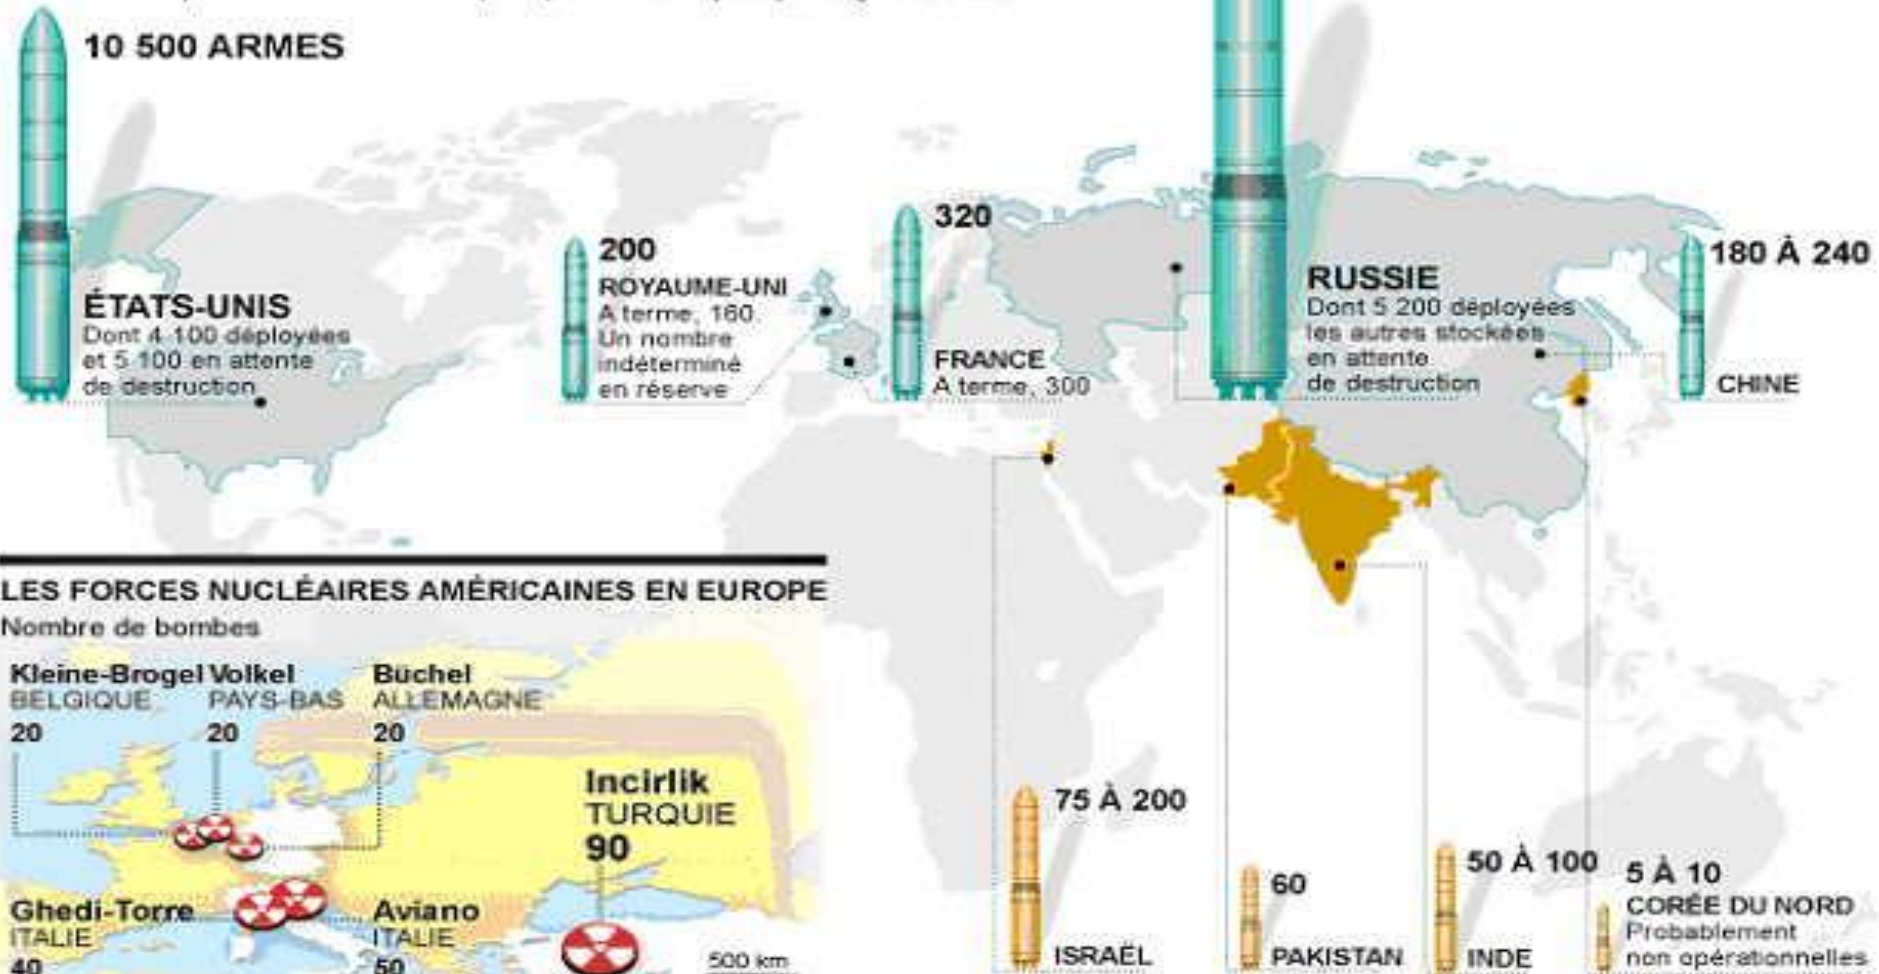 10 500 ARMES
ÉTATS-UNIS
Dont 4 100 déployées
et 5 100 en attente
de destruction
200
ROYAUME-UNI
A terme, 160.
Un nombre
indéterminé
en réserve
320
FRANCE
A terme, 300
RUSSIE
Dont 5 200 déployées
les autres stockées
en attente
de destruction
180 À 240
CHINE
LES FORCES NUCLÉAIRES AMÉRICAINES EN EUROPE
Nombre de bombes
Kleine-Brogel
BELGIQUE
20
Volkel
PAYS-BAS
20
Büchel
ALLEMAGNE
20
Incirlik
TURQUIE
90
Ghedi-Torre
ITALIE
40
Aviano
ITALIE
50
500 km
75 À 200
ISRAËL
60
PAKISTAN
50 À 100
INDE
5 À 10
CORÉE DU NORD
Probablement
non opérationnelles